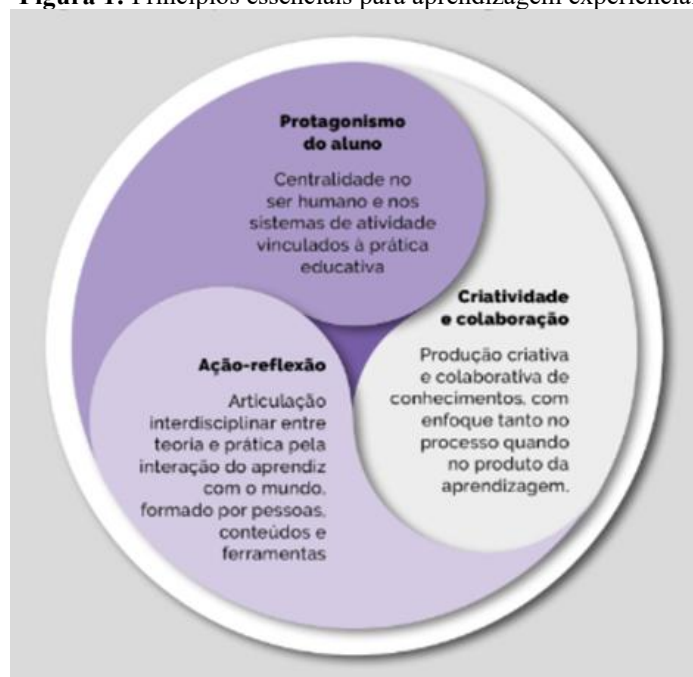 Figura 1: Princípios essenciais para aprendizagem experiencial
Protagonismo
do aluno
Centralidade no
ser humano e nos
sistemas de atividade
vinculados à prática
educativa
Criatividade
e colaboração
Produção criativa
e colaborativa de
conhecimentos, com
enfoque tanto no
processo quando
no produto da
aprendizagem.
Ação-reflexão
Articulação
interdisciplinar entre
teoria e prática pela
interação do aprendiz
com o mundo,
formado por pessoas,
conteúdos e
ferramentas